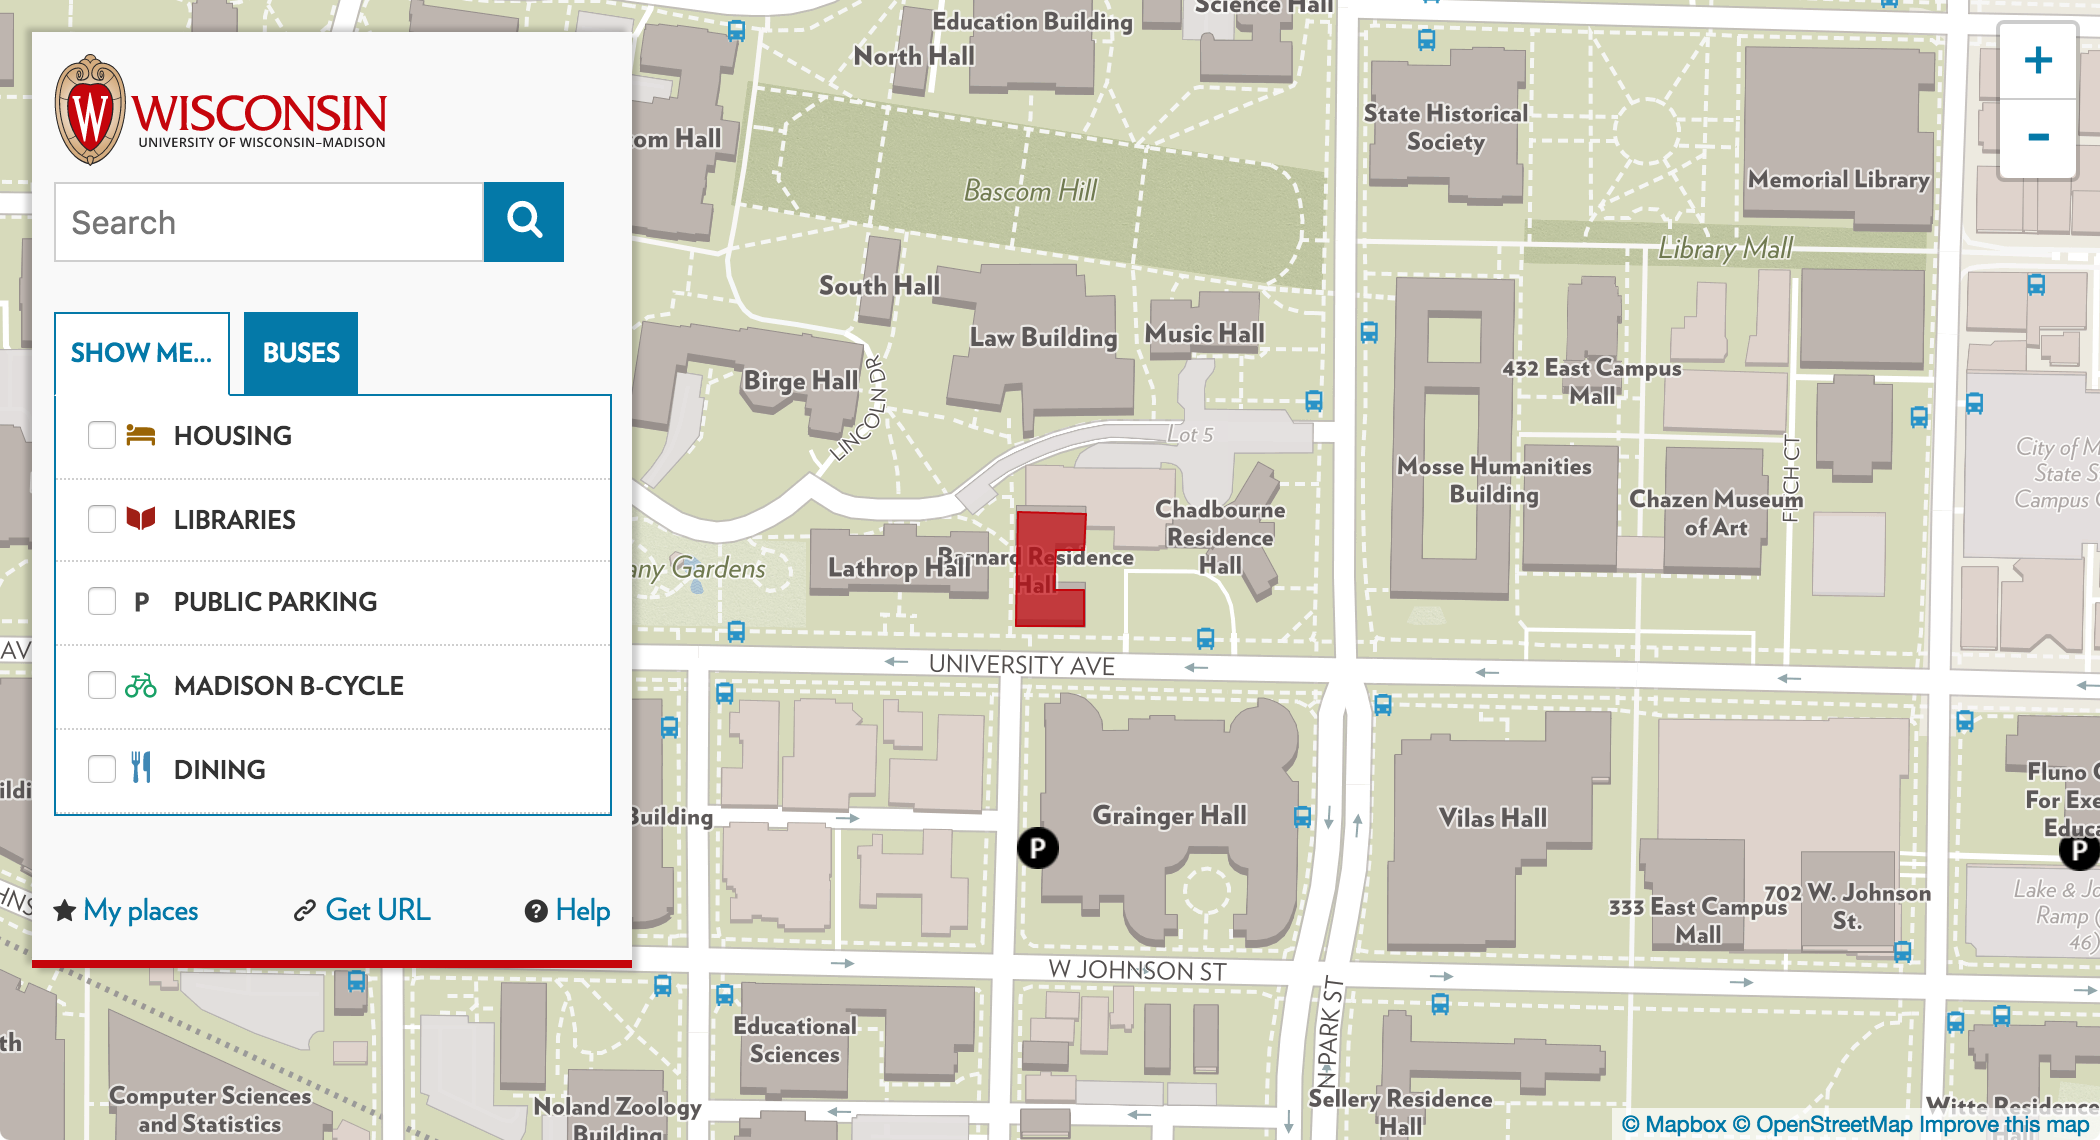 WISCONSIN
UNIVERSITY OF WISCONSIN–MADISON
Search
SHOW ME...
BUSES
HOUSING
LIBRARIES
P PUBLIC PARKING
MADISON B-CYCLE
DINING
My places
Get URL
Help
+
-
Education Building
Science Hall
North Hall
om Hall
Bascom Hill
State Historical
Society
Memorial Library
Library Mall
South Hall
Law Building
Music Hall
Birge Hall
LINCOLN DR
432 East Campus
Mall
Lot 5
Mosse Humanities
Building
Chazen Museum
of Art
FITCH CT
City of M
State S
Campus
Chadbourne
Residence
Hall
Barnard Residence
Hall
Lathrop Hall
any Gardens
AV
UNIVERSITY AVE
Grainger Hall
Vilas Hall
Building
P
Fluno
For Exe
Educa
P
ildi
333 East Campus
Mall
702 W. Johnson
St.
Lake & Jo
Ramp (
46)
HNS
W JOHNSON ST
N PARK ST
Educational
Sciences
th
Computer Sciences
and Statistics
Noland Zoology
Building
Sellery Residence
Hall
Witte Residence
Hall
© Mapbox © OpenStreetMap Improve this map